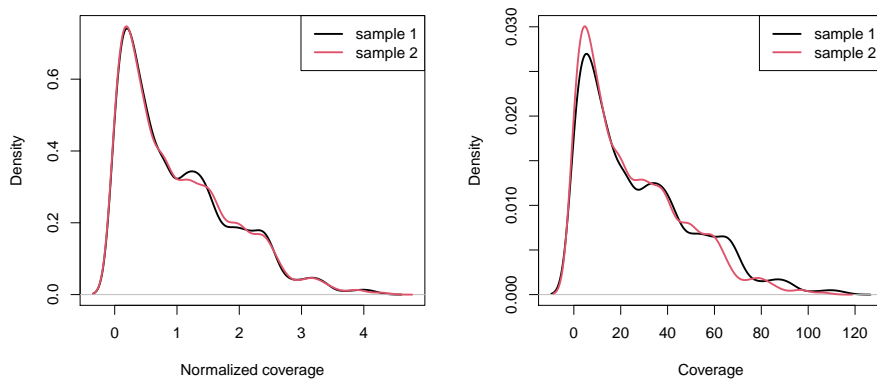 sample 1
sample 2
Density
0.0
0.2
0.4
0.6
0 1 2 3 4
Normalized coverage
sample 1
sample 2
Density
0.000
0.010
0.020
0.030
0 20 40 60 80 100 120
Coverage